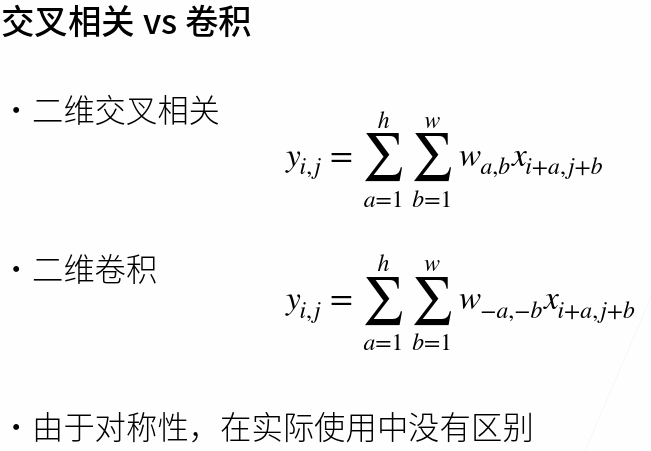 交叉相关 vs 卷积
• 二维交叉相关
y_{i,j} = \sum_{a=1}^{h} \sum_{b=1}^{w} w_{a,b} x_{i+a,j+b}
• 二维卷积
y_{i,j} = \sum_{a=1}^{h} \sum_{b=1}^{w} w_{-a,-b} x_{i+a,j+b}
• 由于对称性，在实际使用中没有区别